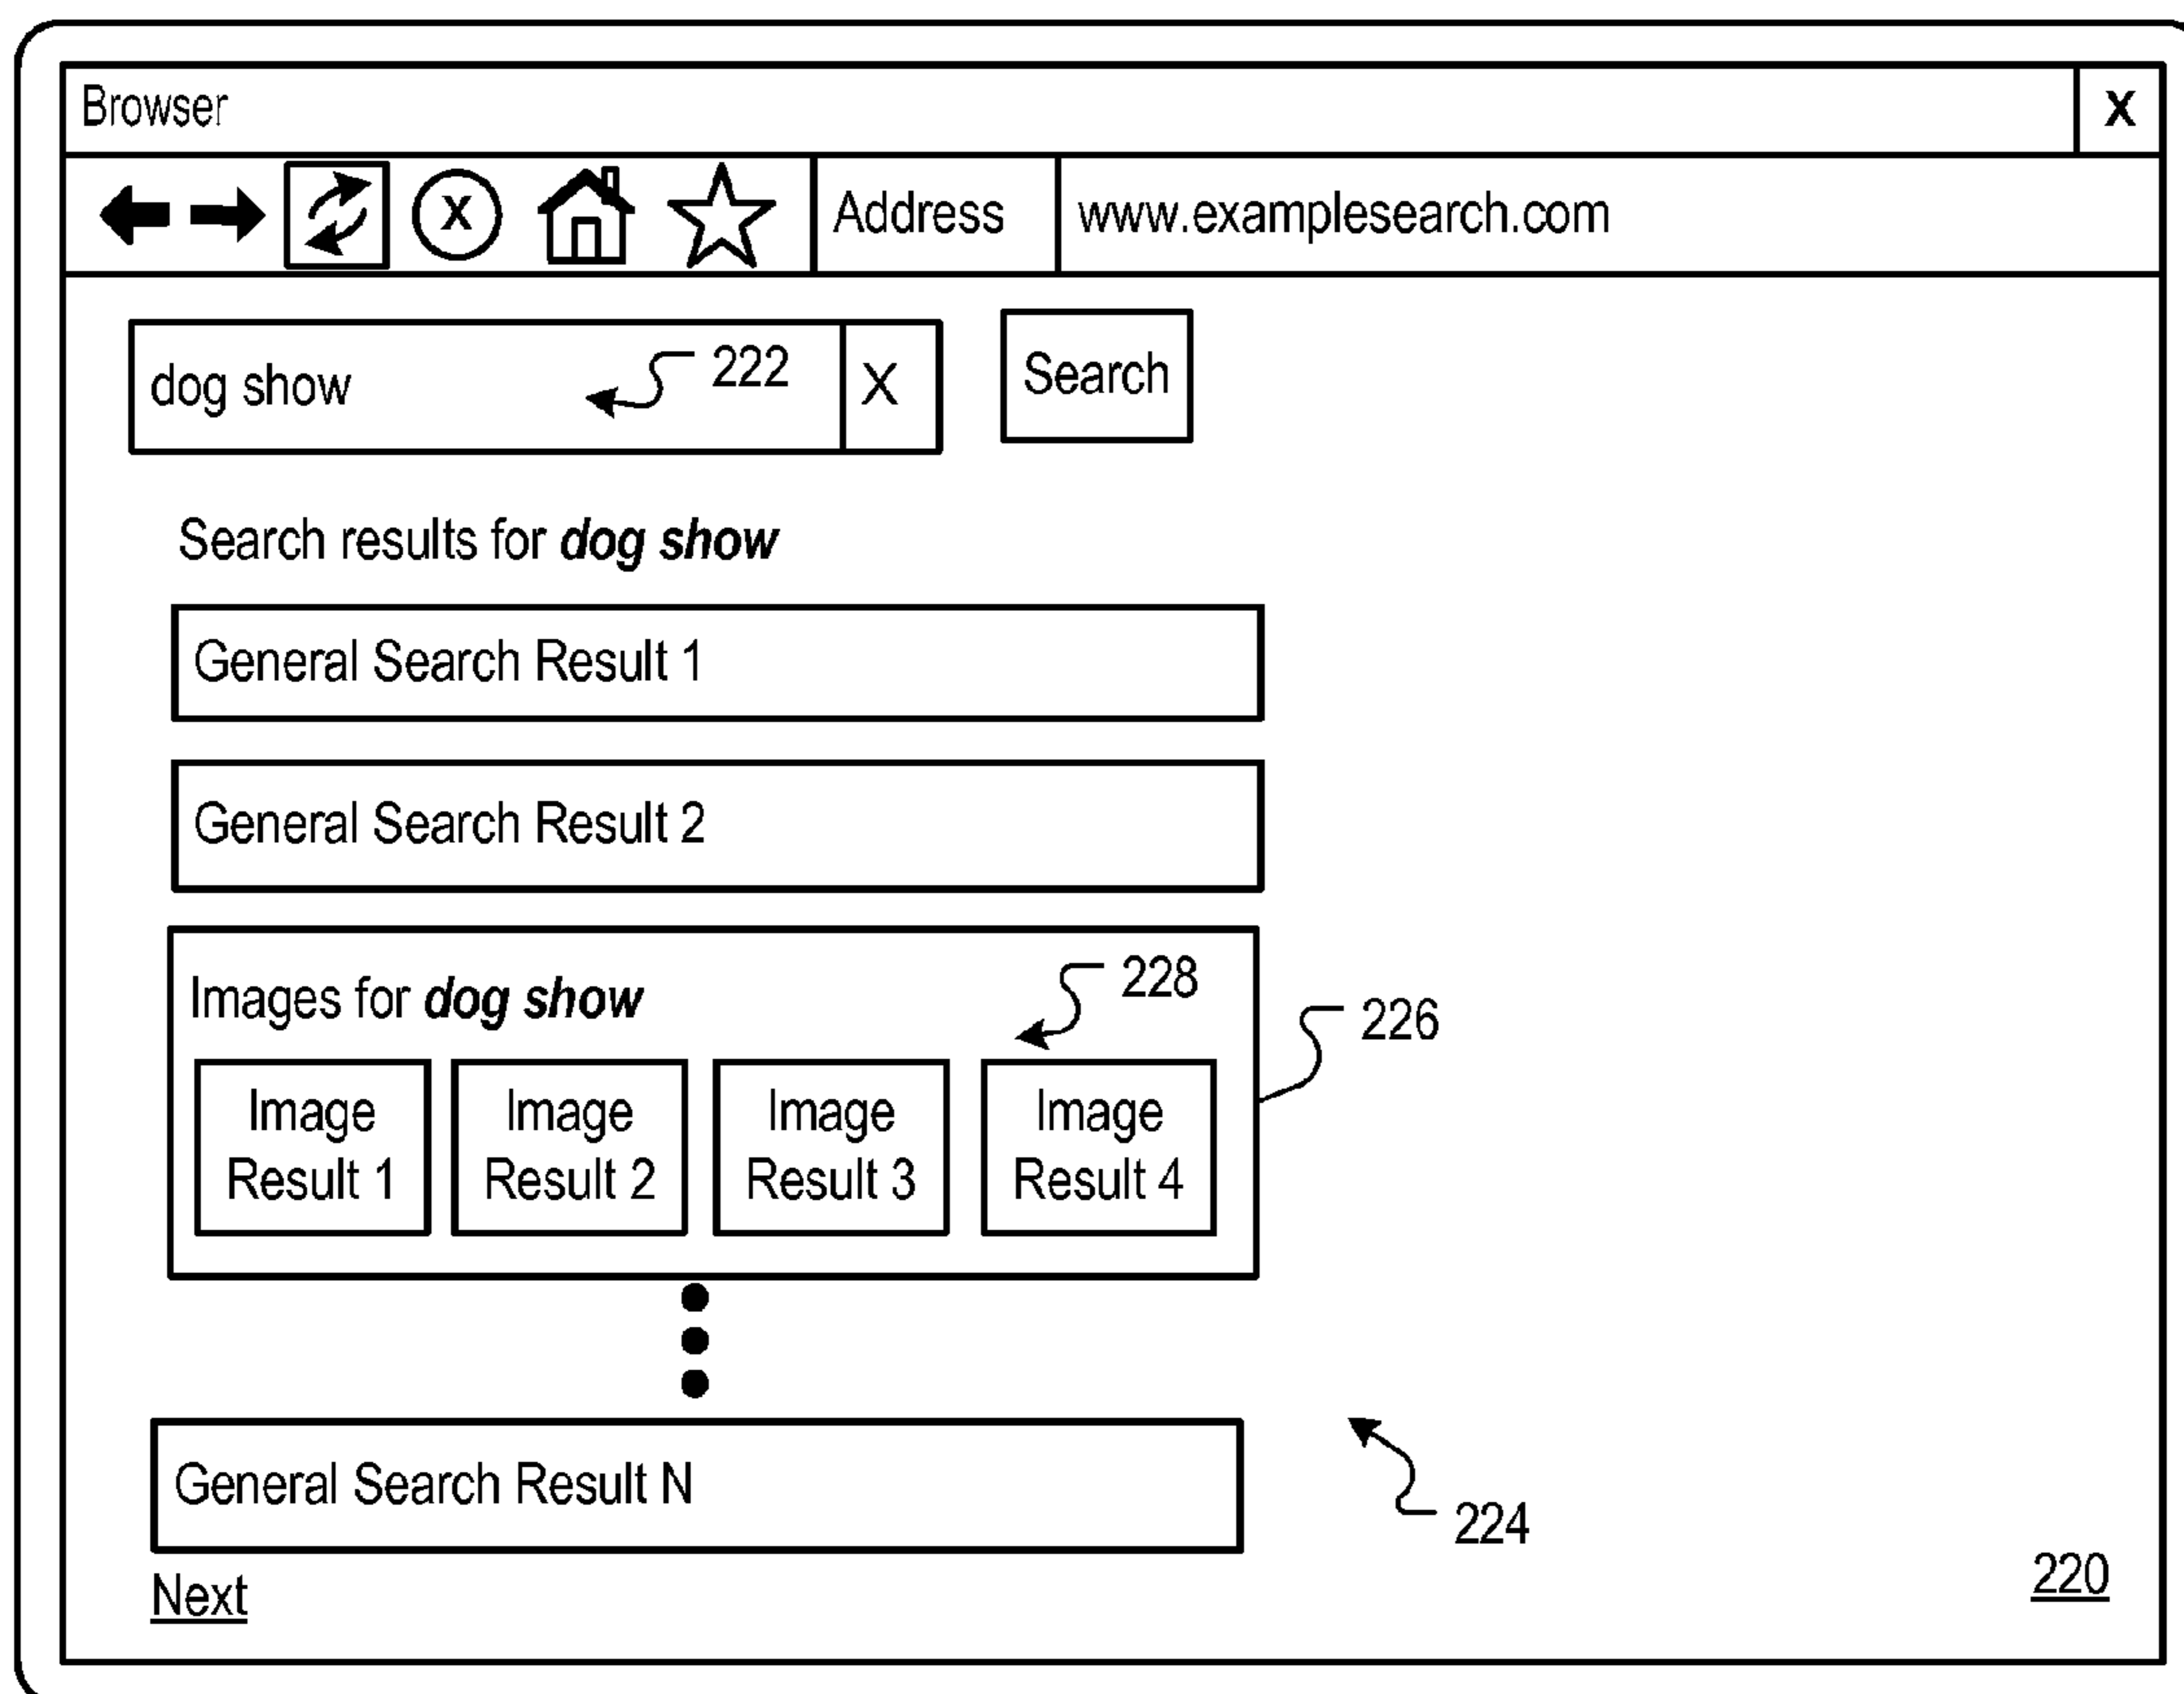 Browser X
X Address www.examplesearch.com
dog show 222 X Search
Search results for dog show
General Search Result 1
General Search Result 2
Images for dog show 228
226
Image Result 1
Image Result 2
Image Result 3
Image Result 4
General Search Result N
224
Next
220